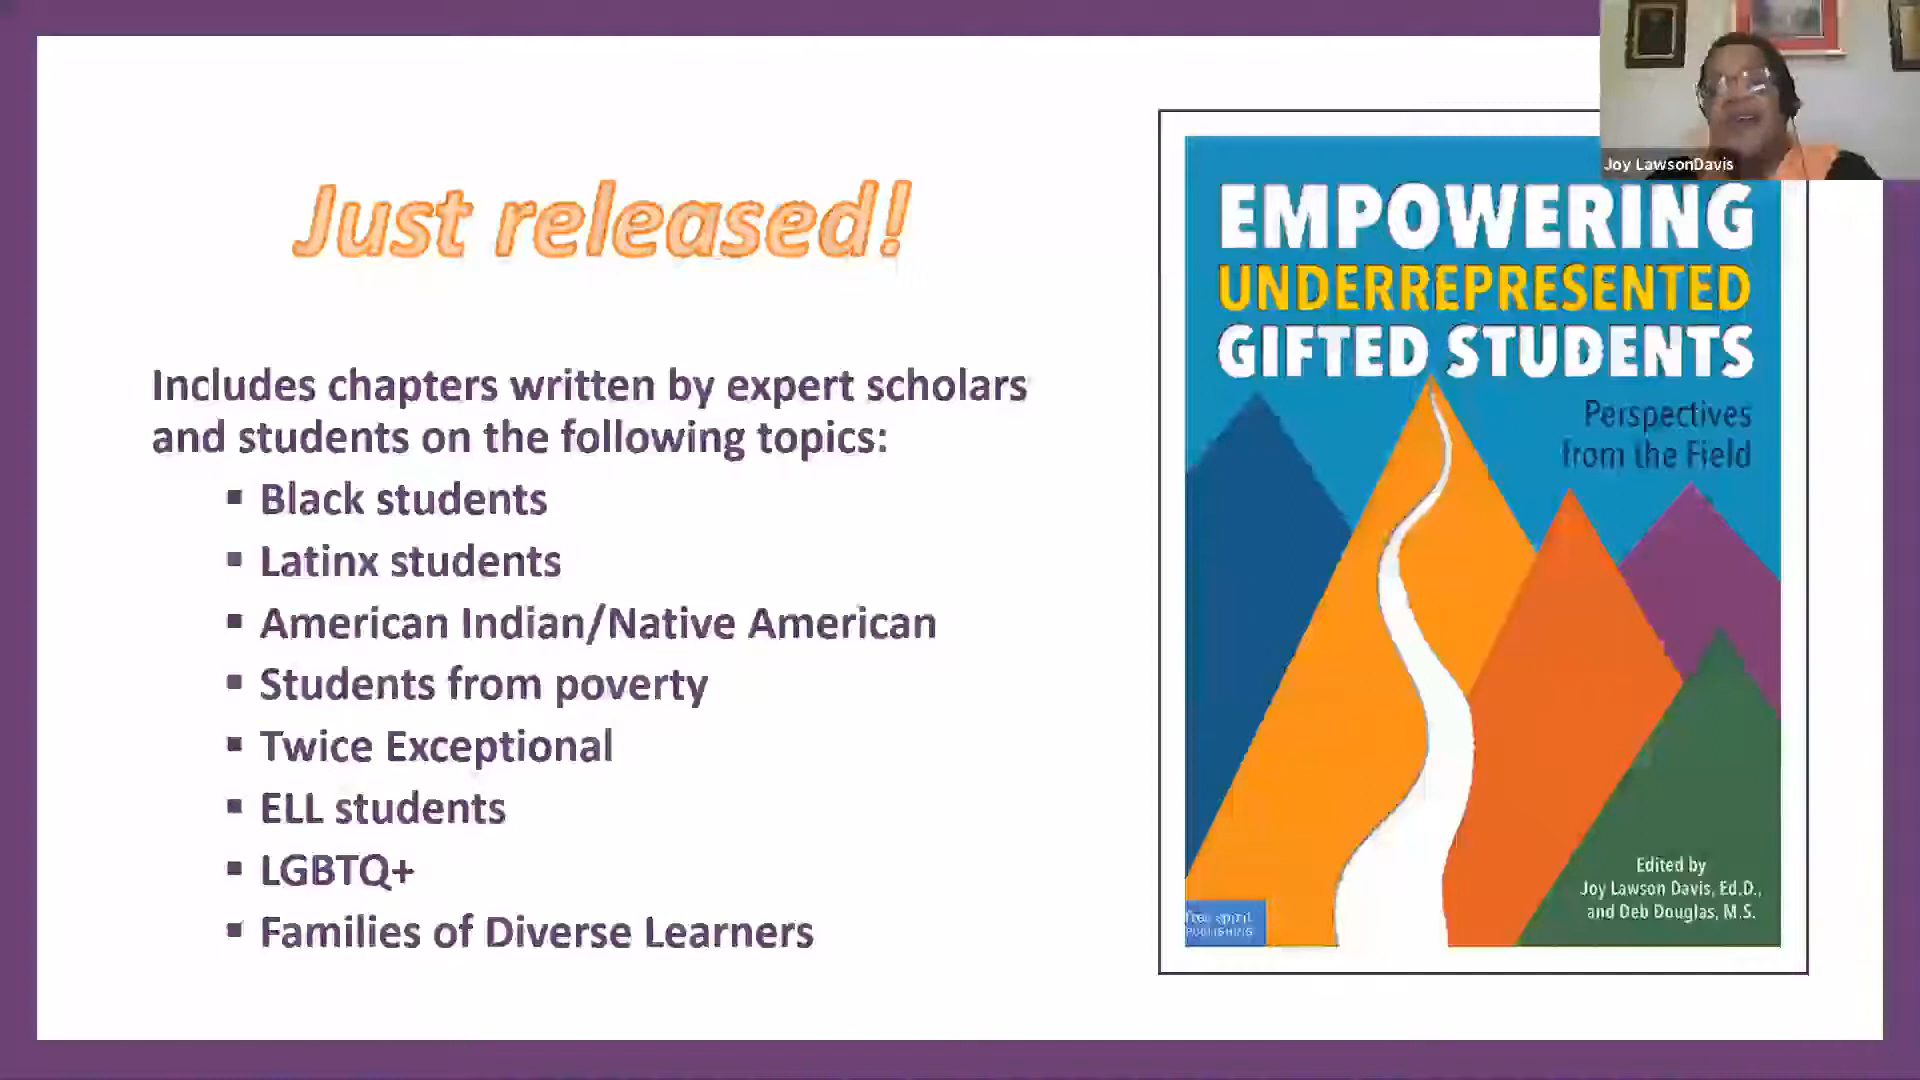 Just released!
Includes chapters written by expert scholars
and students on the following topics:
▪ Black students
▪ Latinx students
▪ American Indian/Native American
▪ Students from poverty
▪ Twice Exceptional
▪ ELL students
▪ LGBTQ+
▪ Families of Diverse Learners
Joy LawsonDavis
EMPOWERING
UNDERREPRESENTED
GIFTED STUDENTS
Perspectives
from the Field
Edited by
Joy Lawson Davis, Ed.D.,
and Deb Douglas, M.S.
free spirit
PUBLISHING